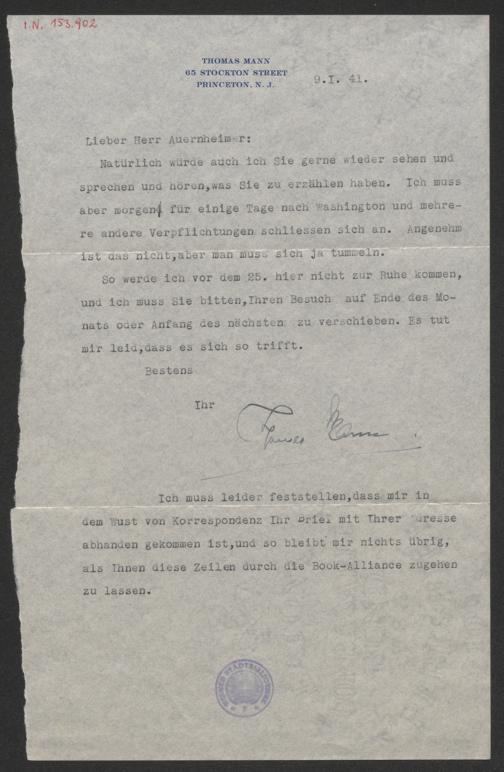 I.N. 153.902
THOMAS MANN
65 STOCKTON STREET
PRINCETON, N. J.
9.I. 41.
Lieber Herr Auernheimer:
Natürlich würde auch ich Sie gerne wieder sehen und
sprechen und hören,was Sie zu erzählen haben. Ich muss
aber morgen für einige Tage nach Washington und mehre-
re andere Verpflichtungen schliessen sich an. Angenehm
ist das nicht,aber man muss sich ja tummeln.
So werde ich vor dem 25. hier nicht zur Ruhe kommen,
und ich muss Sie bitten,Ihren Besuch auf Ende des Mo-
nats oder Anfang des nächsten zu verschieben. Es tut
mir leid,dass es sich so trifft.
Bestens
Ihr
Thomas Mann.
Ich muss leider feststellen,dass mir in
dem Wust von Korrespondenz Ihr Brief mit Ihrer Adresse
abhanden gekommen ist,und so bleibt mir nichts übrig,
als Ihnen diese Zeilen durch die Book-Alliance zugehen
zu lassen.